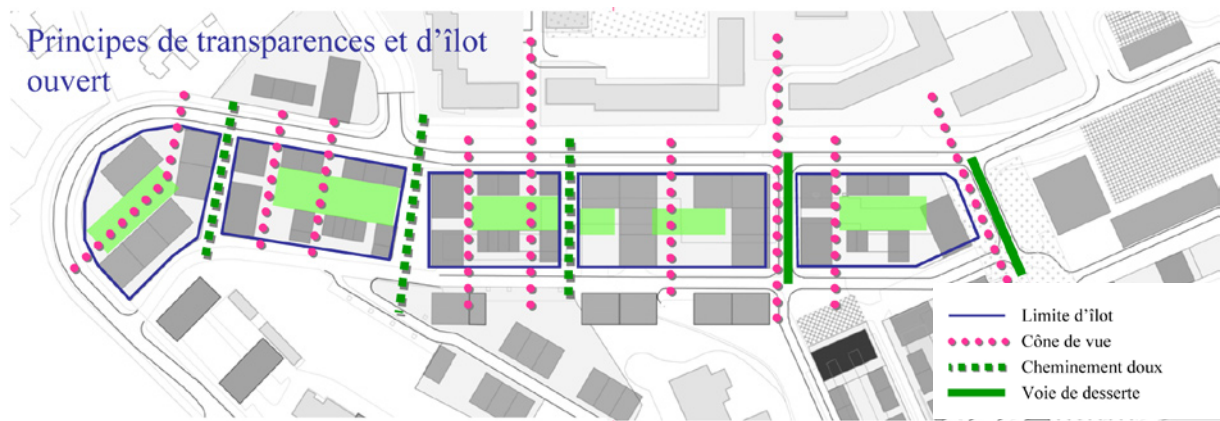 Principes de transparences et d'îlot
ouvert
Limite d'îlot
Cône de vue
Cheminement doux
Voie de desserte